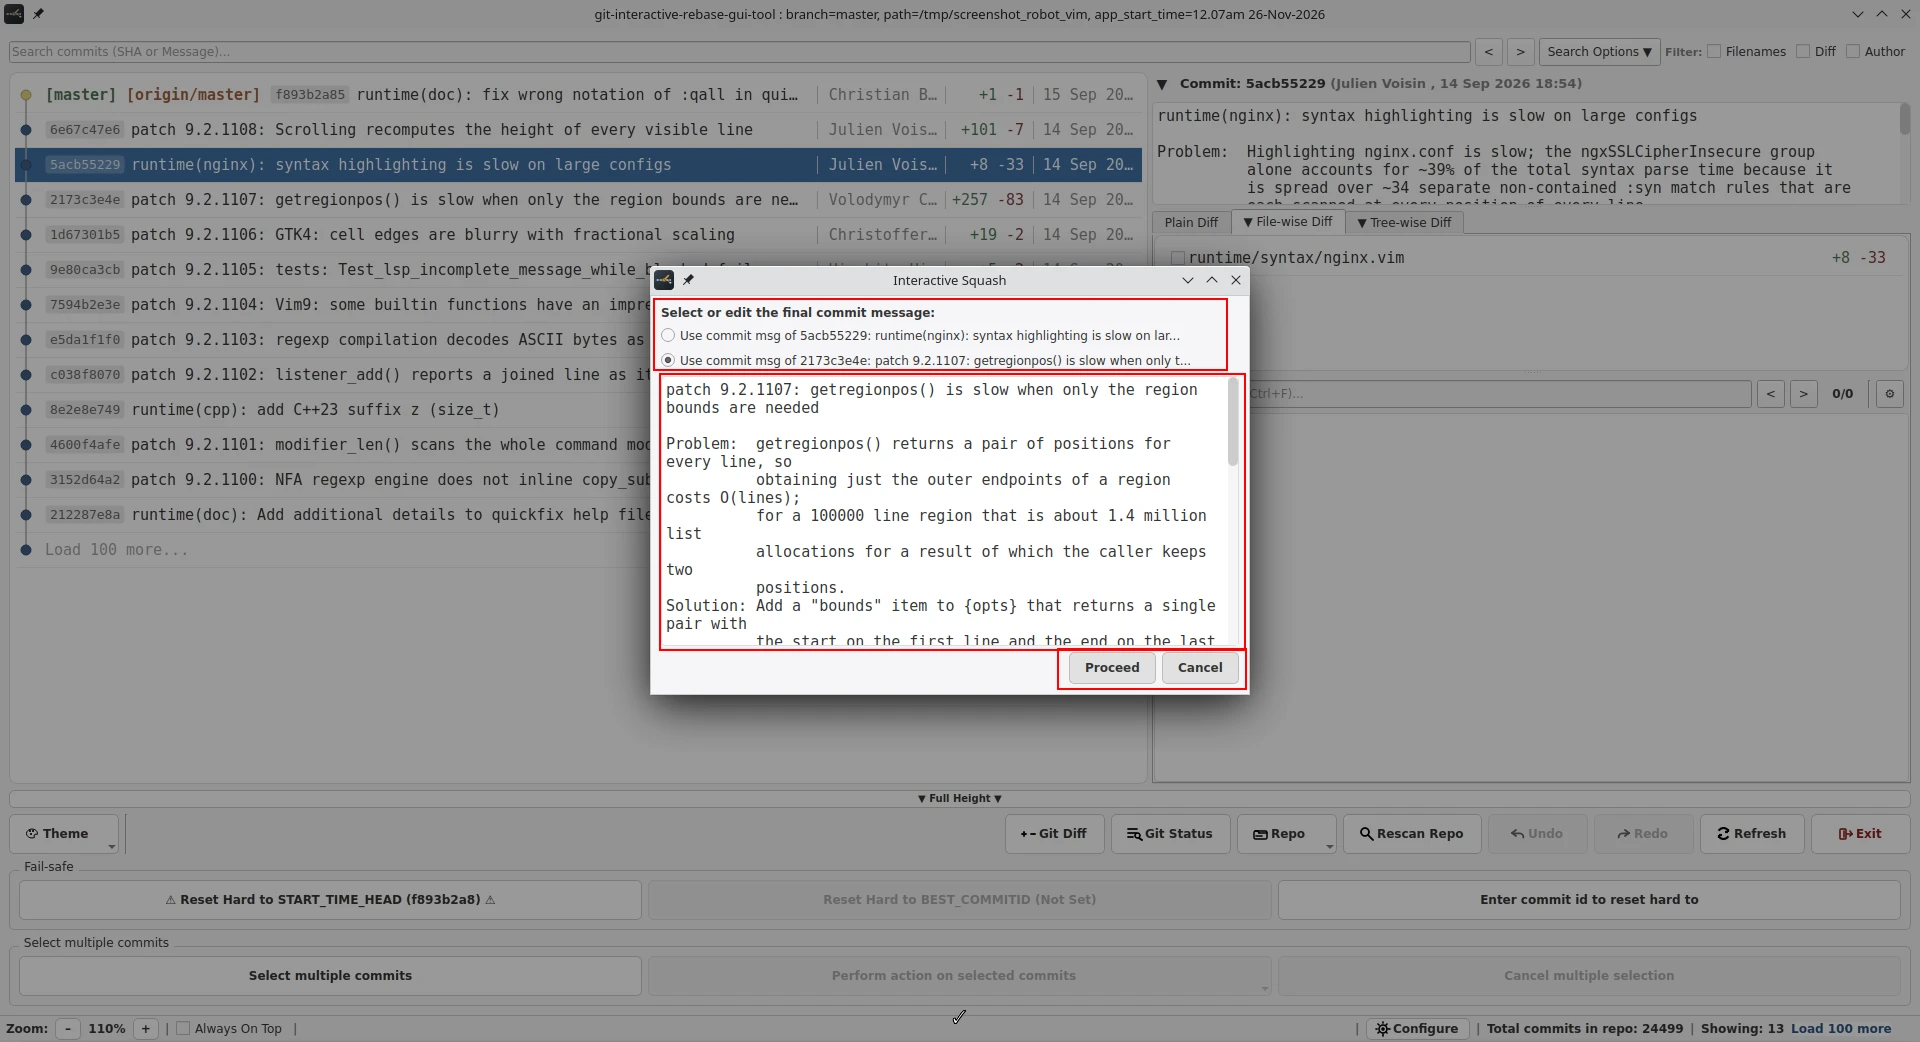 git-interactive-rebase-gui-tool : branch=master, path=/tmp/screenshot_robot_vim, app_start_time=12.07am 26-Nov-2026
Search commits (SHA or Message)...
< > Search Options ▼ Filter: Filenames Diff Author
[master] [origin/master] f893b2a85 runtime(doc): fix wrong notation of :qall in qui… Christian B… +1 -1 15 Sep 20…
6e67c47e6 patch 9.2.1108: Scrolling recomputes the height of every visible line Julien Vois… +101 -7 14 Sep 20…
5acb55229 runtime(nginx): syntax highlighting is slow on large configs Julien Vois… +8 -33 14 Sep 20…
2173c3e4e patch 9.2.1107: getregionpos() is slow when only the region bounds are ne… Volodymyr C… +257 -83 14 Sep 20…
1d67301b5 patch 9.2.1106: GTK4: cell edges are blurry with fractional scaling Christoffer… +19 -2 14 Sep 20…
9e80ca3cb patch 9.2.1105: tests: Test_lsp_incomplete_message_while_b
7594b2e3e patch 9.2.1104: Vim9: some builtin functions have an impre
e5da1f1f0 patch 9.2.1103: regexp compilation decodes ASCII bytes as
c038f8070 patch 9.2.1102: listener_add() reports a joined line as i
8e2e8e749 runtime(cpp): add C++23 suffix z (size_t)
4600f4afe patch 9.2.1101: modifier_len() scans the whole command mo
3152d64a2 patch 9.2.1100: NFA regexp engine does not inline copy_sub
212287e8a runtime(doc): Add additional details to quickfix help file
Load 100 more...
▼ Commit: 5acb55229 (Julien Voisin , 14 Sep 2026 18:54)
runtime(nginx): syntax highlighting is slow on large configs
Problem: Highlighting nginx.conf is slow; the ngxSSLCipherInsecure group
alone accounts for ~39% of the total syntax parse time because it
is spread over ~34 separate non-contained :syn match rules that are
each scanned at every position of every line
Plain Diff ▼ File-wise Diff ▼ Tree-wise Diff
runtime/syntax/nginx.vim +8 -33
Ctrl+F)... < > 0/0
Interactive Squash
Select or edit the final commit message:
Use commit msg of 5acb55229: runtime(nginx): syntax highlighting is slow on lar...
Use commit msg of 2173c3e4e: patch 9.2.1107: getregionpos() is slow when only t...
patch 9.2.1107: getregionpos() is slow when only the region
bounds are needed
Problem: getregionpos() returns a pair of positions for
every line, so
obtaining just the outer endpoints of a region
costs O(lines);
for a 100000 line region that is about 1.4 million
list
allocations for a result of which the caller keeps
two
positions.
Solution: Add a "bounds" item to {opts} that returns a single
pair with
the start on the first line and the end on the last
Proceed Cancel
▼ Full Height ▼
Theme +- Git Diff Git Status Repo Rescan Repo Undo Redo Refresh Exit
Fail-safe
⚠ Reset Hard to START_TIME_HEAD (f893b2a8) ⚠ Reset Hard to BEST_COMMITID (Not Set) Enter commit id to reset hard to
Select multiple commits
Select multiple commits Perform action on selected commits Cancel multiple selection
Zoom: - 110% + | Always On Top | | Configure | Total commits in repo: 24499 | Showing: 13 Load 100 more